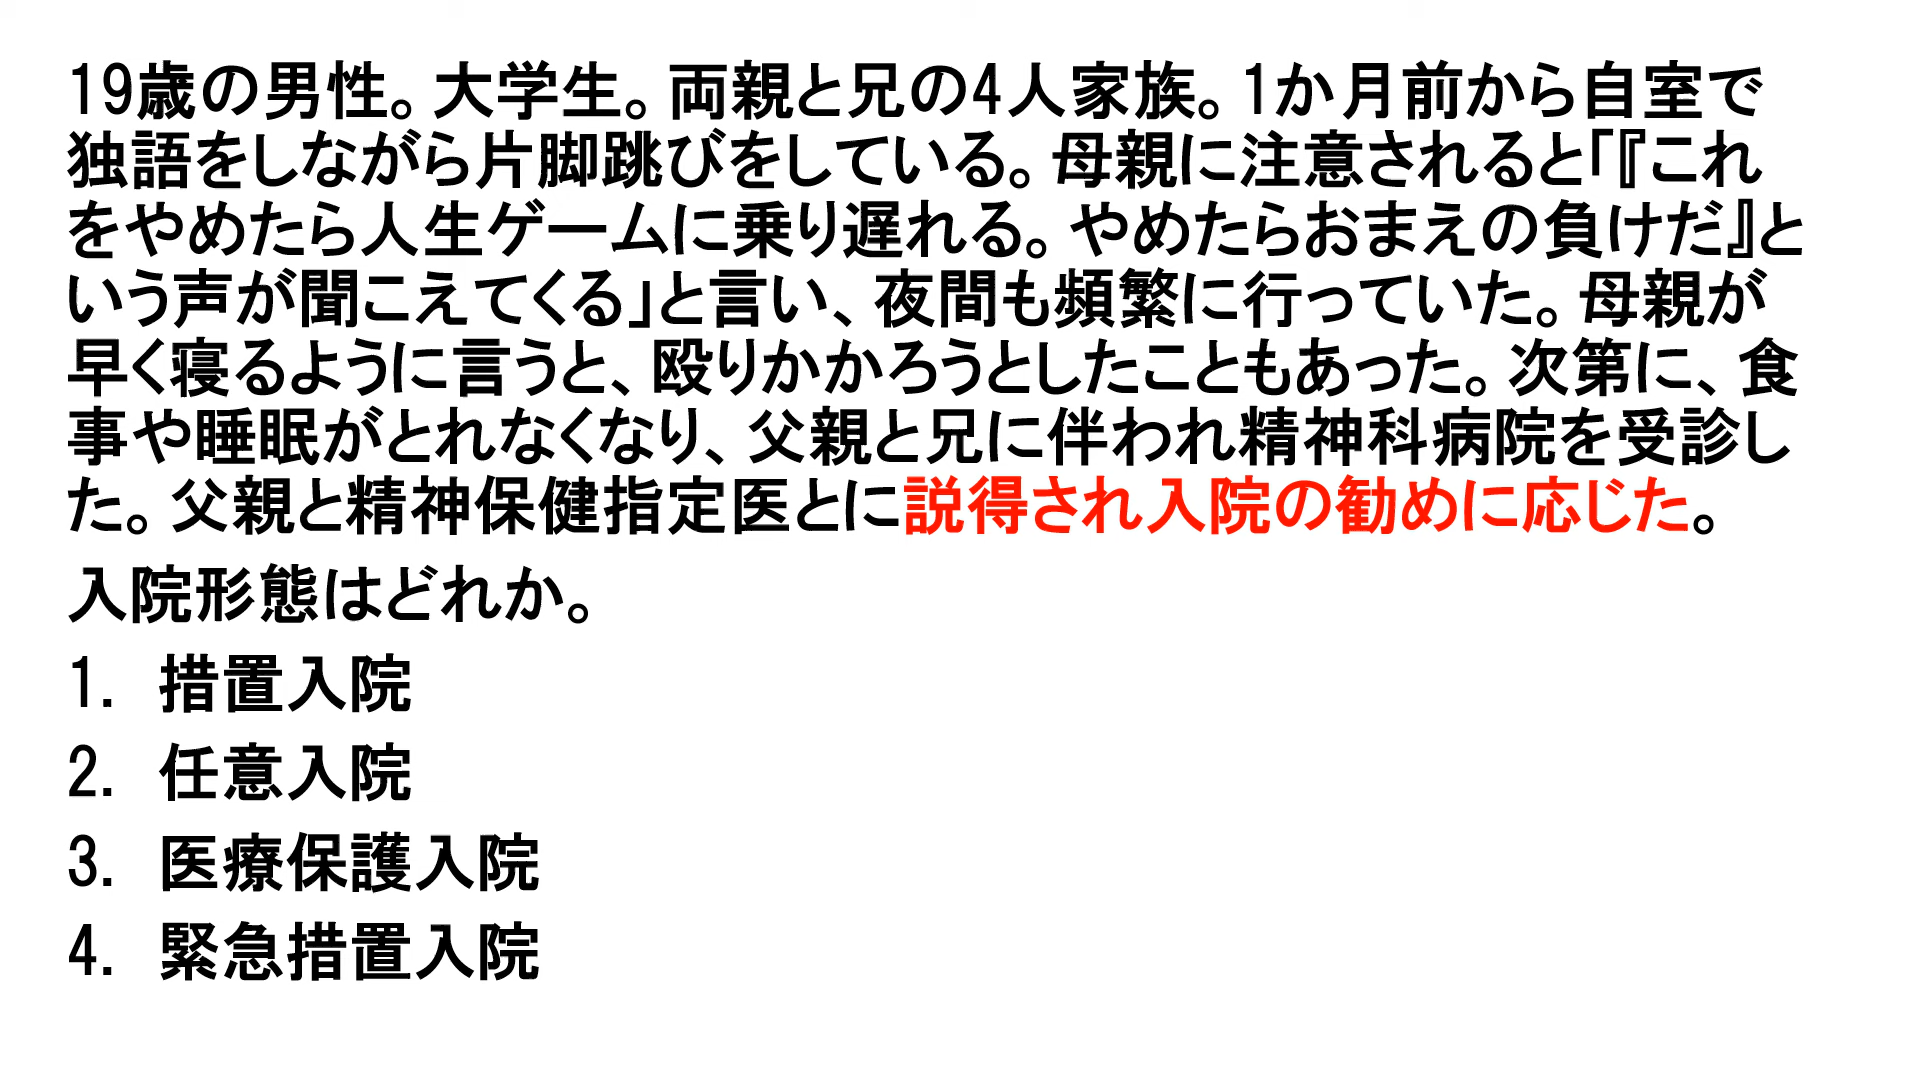 19歳の男性。大学生。両親と兄の4人家族。1か月前から自室で
独語をしながら片脚跳びをしている。母親に注意されると「『これ
をやめたら人生ゲームに乗り遅れる。やめたらおまえの負けだ』と
いう声が聞こえてくる」と言い、夜間も頻繁に行っていた。母親が
早く寝るように言うと、殴りかかろうとしたこともあった。次第に、食
事や睡眠がとれなくなり、父親と兄に伴われ精神科病院を受診し
た。父親と精神保健指定医とに説得され入院の勧めに応じた。
入院形態はどれか。
1. 措置入院
2. 任意入院
3. 医療保護入院
4. 緊急措置入院